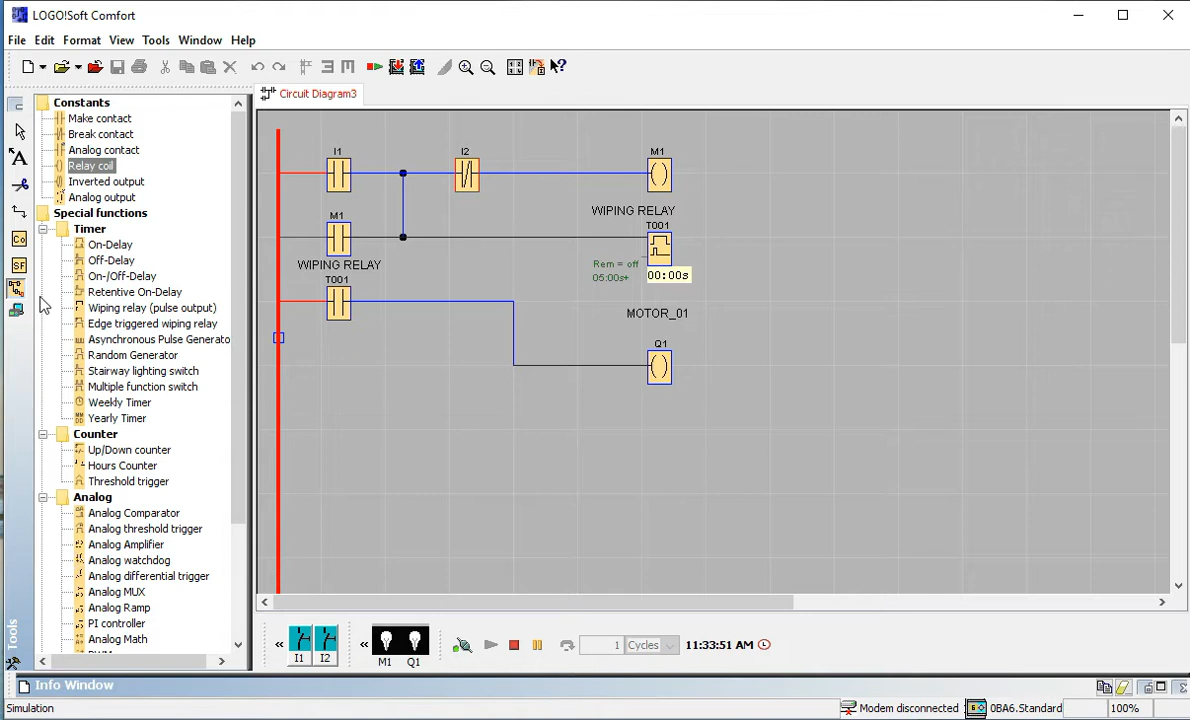 LOGO!Soft Comfort
File Edit Format View Tools Window Help
Circuit Diagram3
Constants
Make contact
Break contact
Analog contact
Relay coil
Inverted output
Analog output
Special functions
Timer
On-Delay
Off-Delay
On-/Off-Delay
Retentive On-Delay
Wiping relay (pulse output)
Edge triggered wiping relay
Asynchronous Pulse Generato
Random Generator
Stairway lighting switch
Multiple function switch
Weekly Timer
Yearly Timer
Counter
Up/Down counter
Hours Counter
Threshold trigger
Analog
Analog Comparator
Analog threshold trigger
Analog Amplifier
Analog watchdog
Analog differential trigger
Analog MUX
Analog Ramp
PI controller
Analog Math
A
Co
SF
Tools
I1 I2 M1
WIPING RELAY
M1 T001
WIPING RELAY
Rem = off
05:00s+
00:00s
T001
MOTOR_01
Q1
« I1 I2 « M1 Q1
1 Cycles 11:33:51 AM
Info Window
Simulation Modem disconnected 0BA6.Standard 100%